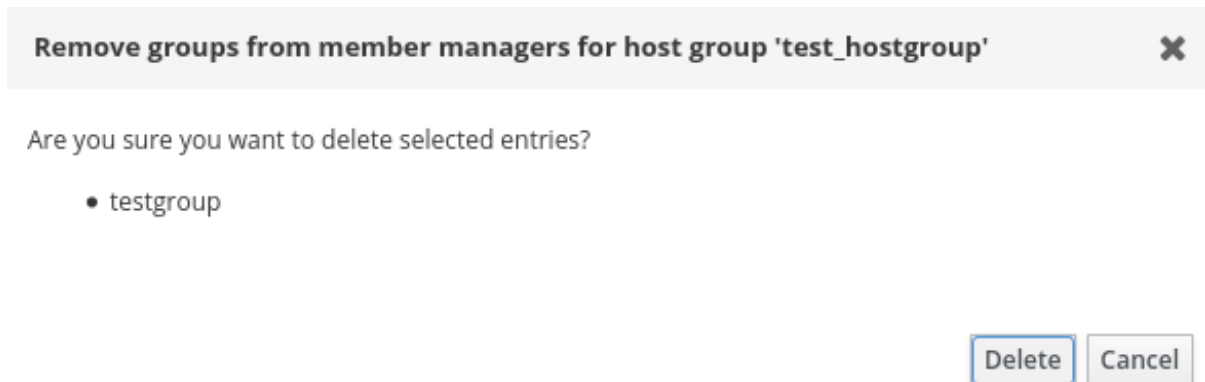 Remove groups from member managers for host group 'test_hostgroup'
Are you sure you want to delete selected entries?
• testgroup
Delete Cancel